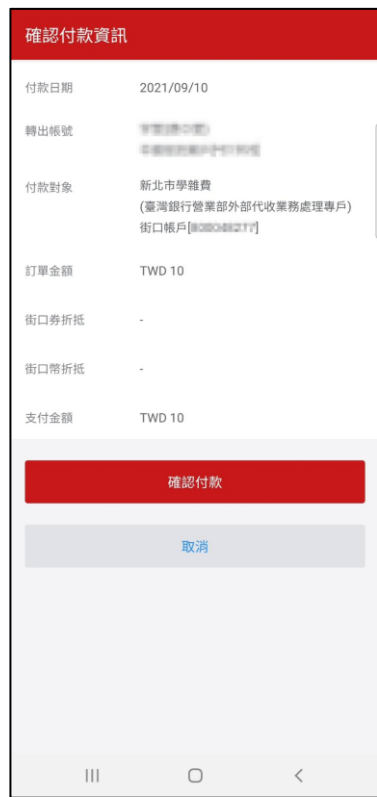 確認付款資訊
付款日期 2021/09/10
轉出帳號
付款對象 新北市學雜費
(臺灣銀行營業部外部代收業務處理專戶)
街口帳戶[]
訂單金額 TWD 10
街口券折抵 -
街口幣折抵 -
支付金額 TWD 10
確認付款
取消